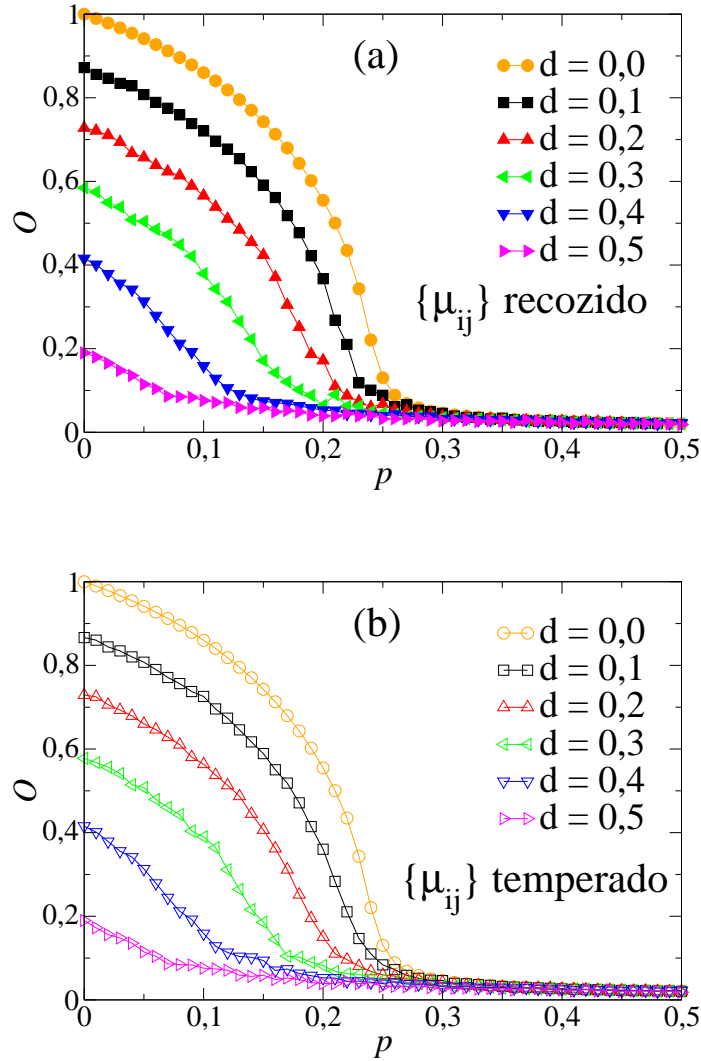 (a)
1
0.8
0.6
0.4
0.2
0
O
d = 0,0
d = 0,1
d = 0,2
d = 0,3
d = 0,4
d = 0,5
{μij} recozido
0 0,1 0,2 0,3 0,4 0,5
p
(b)
1
0.8
0.6
0.4
0.2
0
O
d = 0,0
d = 0,1
d = 0,2
d = 0,3
d = 0,4
d = 0,5
{μij} temperado
0 0,1 0,2 0,3 0,4 0,5
p